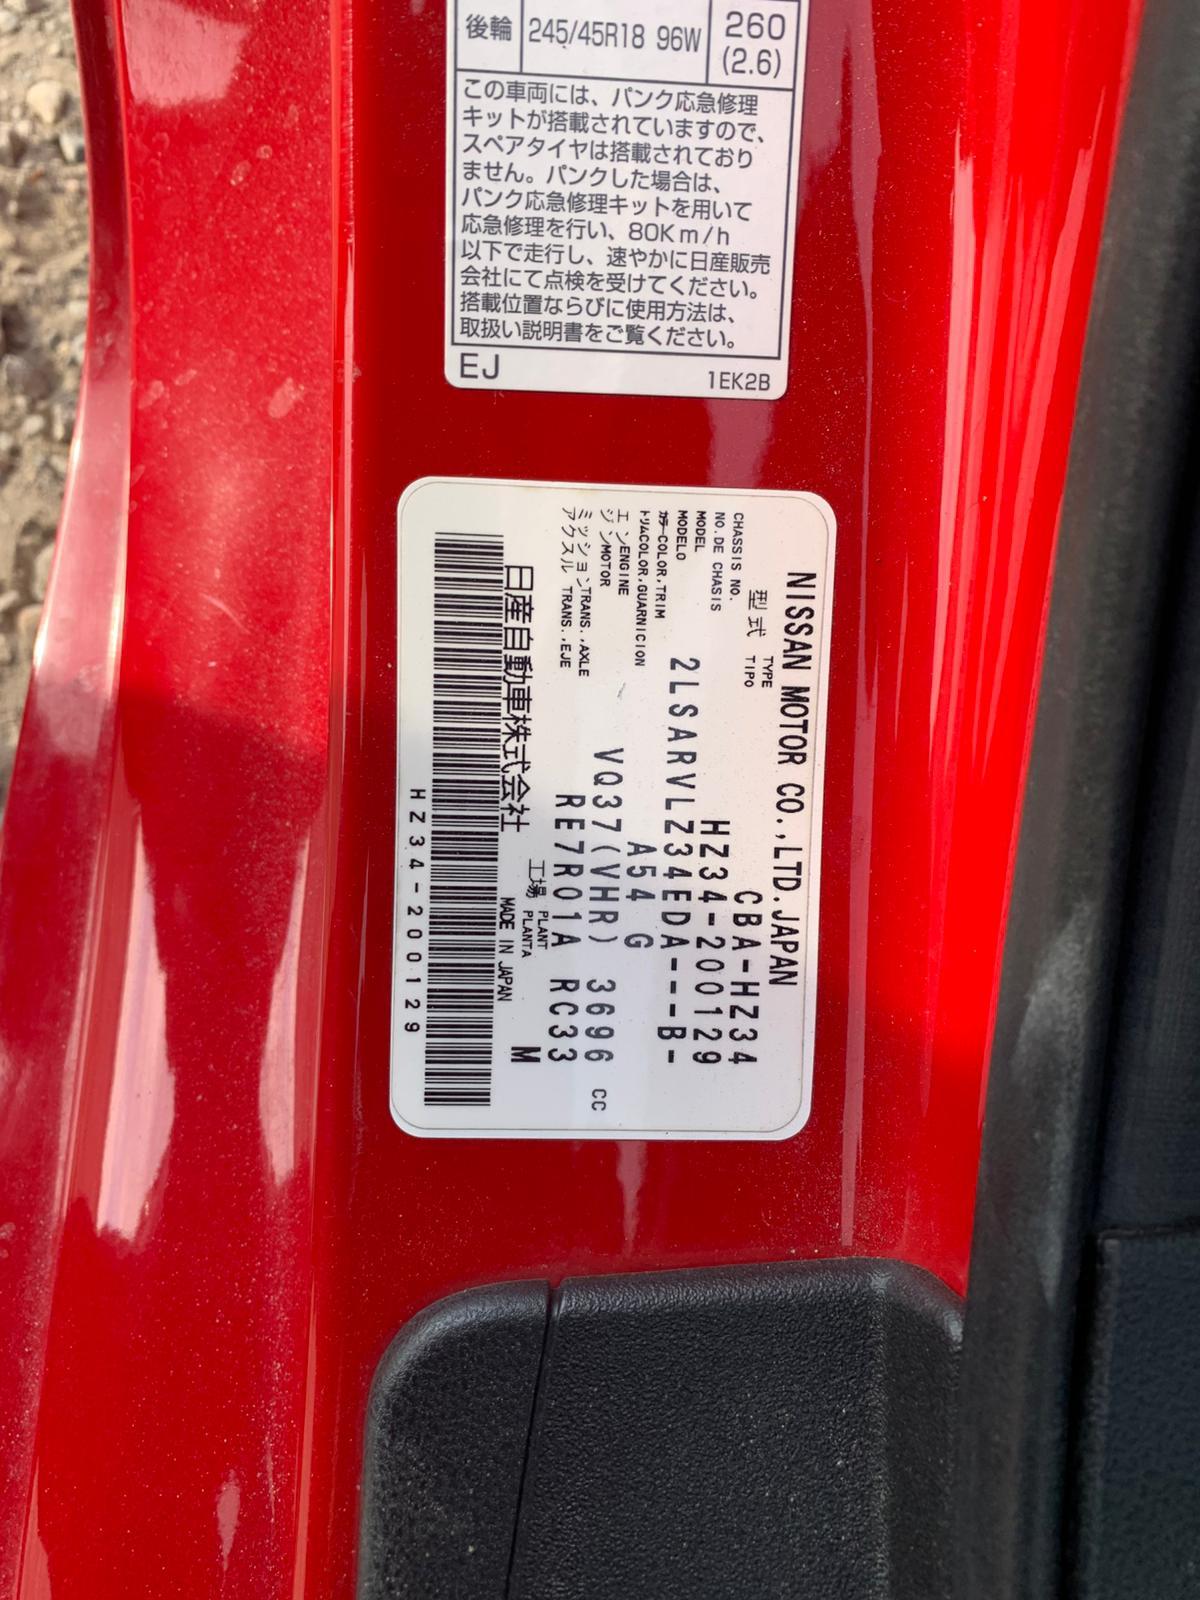 後輪 245/45R18 96W 260 (2.6)
この車両には、パンク応急修理
キットが搭載されていますので、
スペアタイヤは搭載されており
ません。パンクした場合は、
パンク応急修理キットを用いて
応急修理を行い、80Km/h
以下で走行し、速やかに日産販売
会社にて点検を受けてください。
搭載位置ならびに使用方法は、
取扱い説明書をご覧ください。
EJ 1EK2B
NISSAN MOTOR CO.,LTD.JAPAN
型式 TYPE TIPO CBA-HZ34
CHASSIS NO. NO.DE CHASIS HZ34-200129
MODEL MODELO 2LSARVLZ34EDA---B-
カラーCOLOR,TRIM トリムCOLOR,GUARNICION A54 G
エンジン ENGINE MOTOR VQ37(VHR) 3696 cc
ミッション TRANS.,AXLE アクスル TRANS.,EJE RE7R01A RC33
工場 PLANT PLANTA M
日産自動車株式会社 MADE IN JAPAN
HZ34-200129